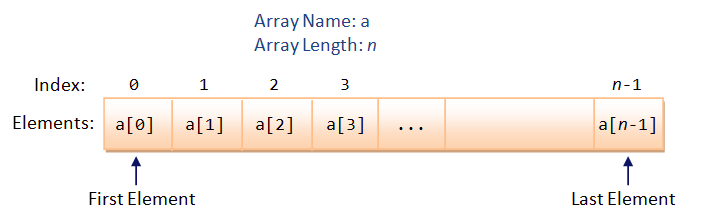 Array Name: a
Array Length: n
Index: 0 1 2 3 n-1
Elements: a[0] a[1] a[2] a[3] ... a[n-1]
First Element Last Element